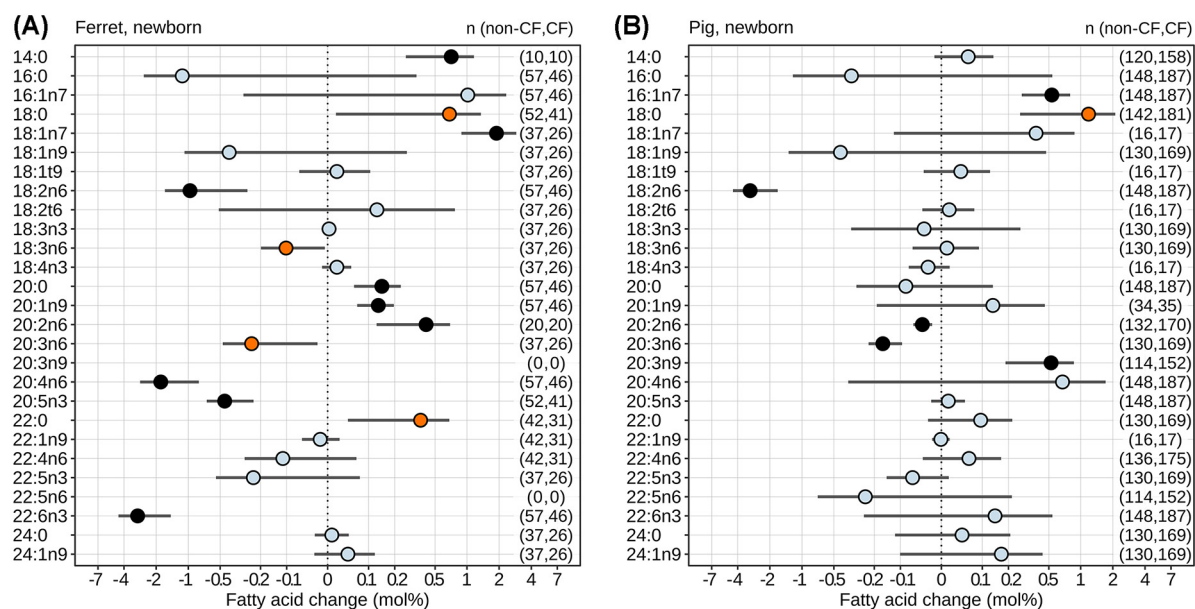 (A) Ferret, newborn n (non-CF,CF)
14:0 (10,10)
16:0 (57,46)
16:1n7 (57,46)
18:0 (52,41)
18:1n7 (37,26)
18:1n9 (37,26)
18:1t9 (37,26)
18:2n6 (57,46)
18:2t6 (37,26)
18:3n3 (37,26)
18:3n6 (37,26)
18:4n3 (37,26)
20:0 (57,46)
20:1n9 (57,46)
20:2n6 (20,20)
20:3n6 (37,26)
20:3n9 (0,0)
20:4n6 (57,46)
20:5n3 (52,41)
22:0 (42,31)
22:1n9 (42,31)
22:4n6 (42,31)
22:5n3 (37,26)
22:5n6 (0,0)
22:6n3 (57,46)
24:0 (37,26)
24:1n9 (37,26)
-7 -4 -2 -1 -0.5 -0.2 -0.1 0 0.1 0.2 0.5 1 2 4 7
Fatty acid change (mol%)
(B) Pig, newborn n (non-CF,CF)
14:0 (120,158)
16:0 (148,187)
16:1n7 (148,187)
18:0 (142,181)
18:1n7 (16,17)
18:1n9 (130,169)
18:1t9 (16,17)
18:2n6 (148,187)
18:2t6 (16,17)
18:3n3 (130,169)
18:3n6 (130,169)
18:4n3 (16,17)
20:0 (148,187)
20:1n9 (34,35)
20:2n6 (132,170)
20:3n6 (130,169)
20:3n9 (114,152)
20:4n6 (148,187)
20:5n3 (148,187)
22:0 (130,169)
22:1n9 (16,17)
22:4n6 (136,175)
22:5n3 (130,169)
22:5n6 (114,152)
22:6n3 (148,187)
24:0 (130,169)
24:1n9 (130,169)
-7 -4 -2 -1 -0.5 -0.2 -0.1 0 0.1 0.2 0.5 1 2 4 7
Fatty acid change (mol%)